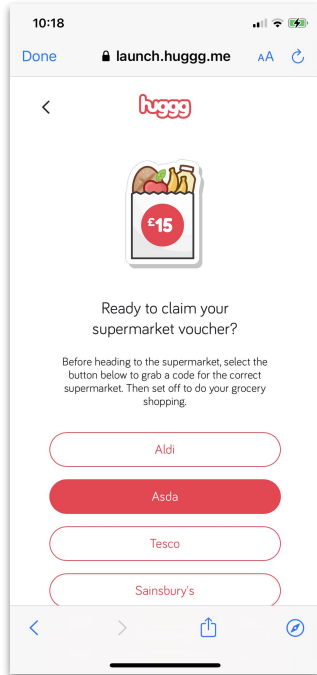 10:18
Done launch.huggg.me AA
huggg
£15
Ready to claim your
supermarket voucher?
Before heading to the supermarket, select the
button below to grab a code for the correct
supermarket. Then set off to do your grocery
shopping.
Aldi
Asda
Tesco
Sainsbury's